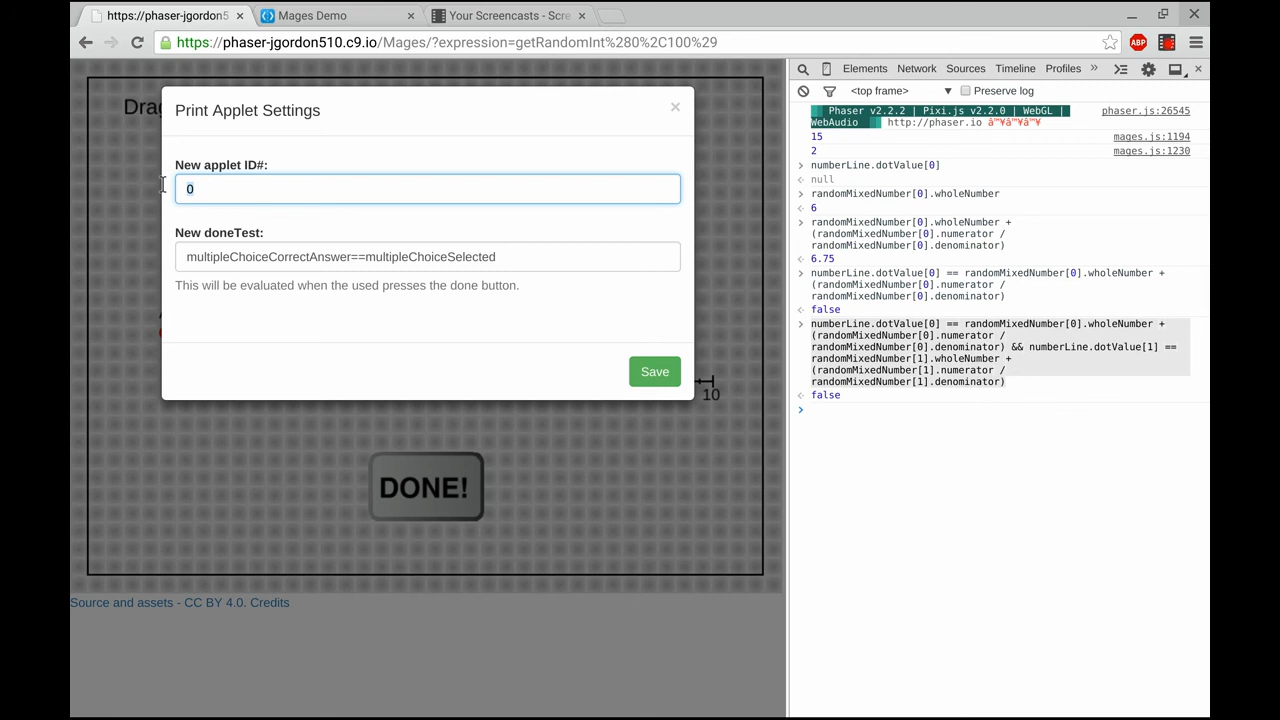 https://phaser-jgordon5
Mages Demo
Your Screencasts - Scre
https://phaser-jgordon510.c9.io/Mages/?expression=getRandomInt%280%2C100%29
ABP
Elements Network Sources Timeline Profiles
<top frame> Preserve log
Phaser v2.2.2 | Pixi.js v2.2.0 | WebGL | phaser.js:26545
WebAudio http://phaser.io â™¥â™¥â™¥
15 mages.js:1194
2 mages.js:1230
numberLine.dotValue[0]
null
randomMixedNumber[0].wholeNumber
6
randomMixedNumber[0].wholeNumber +
(randomMixedNumber[0].numerator /
randomMixedNumber[0].denominator)
6.75
numberLine.dotValue[0] == randomMixedNumber[0].wholeNumber +
(randomMixedNumber[0].numerator /
randomMixedNumber[0].denominator)
false
numberLine.dotValue[0] == randomMixedNumber[0].wholeNumber +
(randomMixedNumber[0].numerator /
randomMixedNumber[0].denominator) && numberLine.dotValue[1] ==
randomMixedNumber[1].wholeNumber +
(randomMixedNumber[1].numerator /
randomMixedNumber[1].denominator)
false
Drag
Print Applet Settings
New applet ID#:
0
New doneTest:
multipleChoiceCorrectAnswer==multipleChoiceSelected
This will be evaluated when the used presses the done button.
Save
10
DONE!
Source and assets - CC BY 4.0. Credits